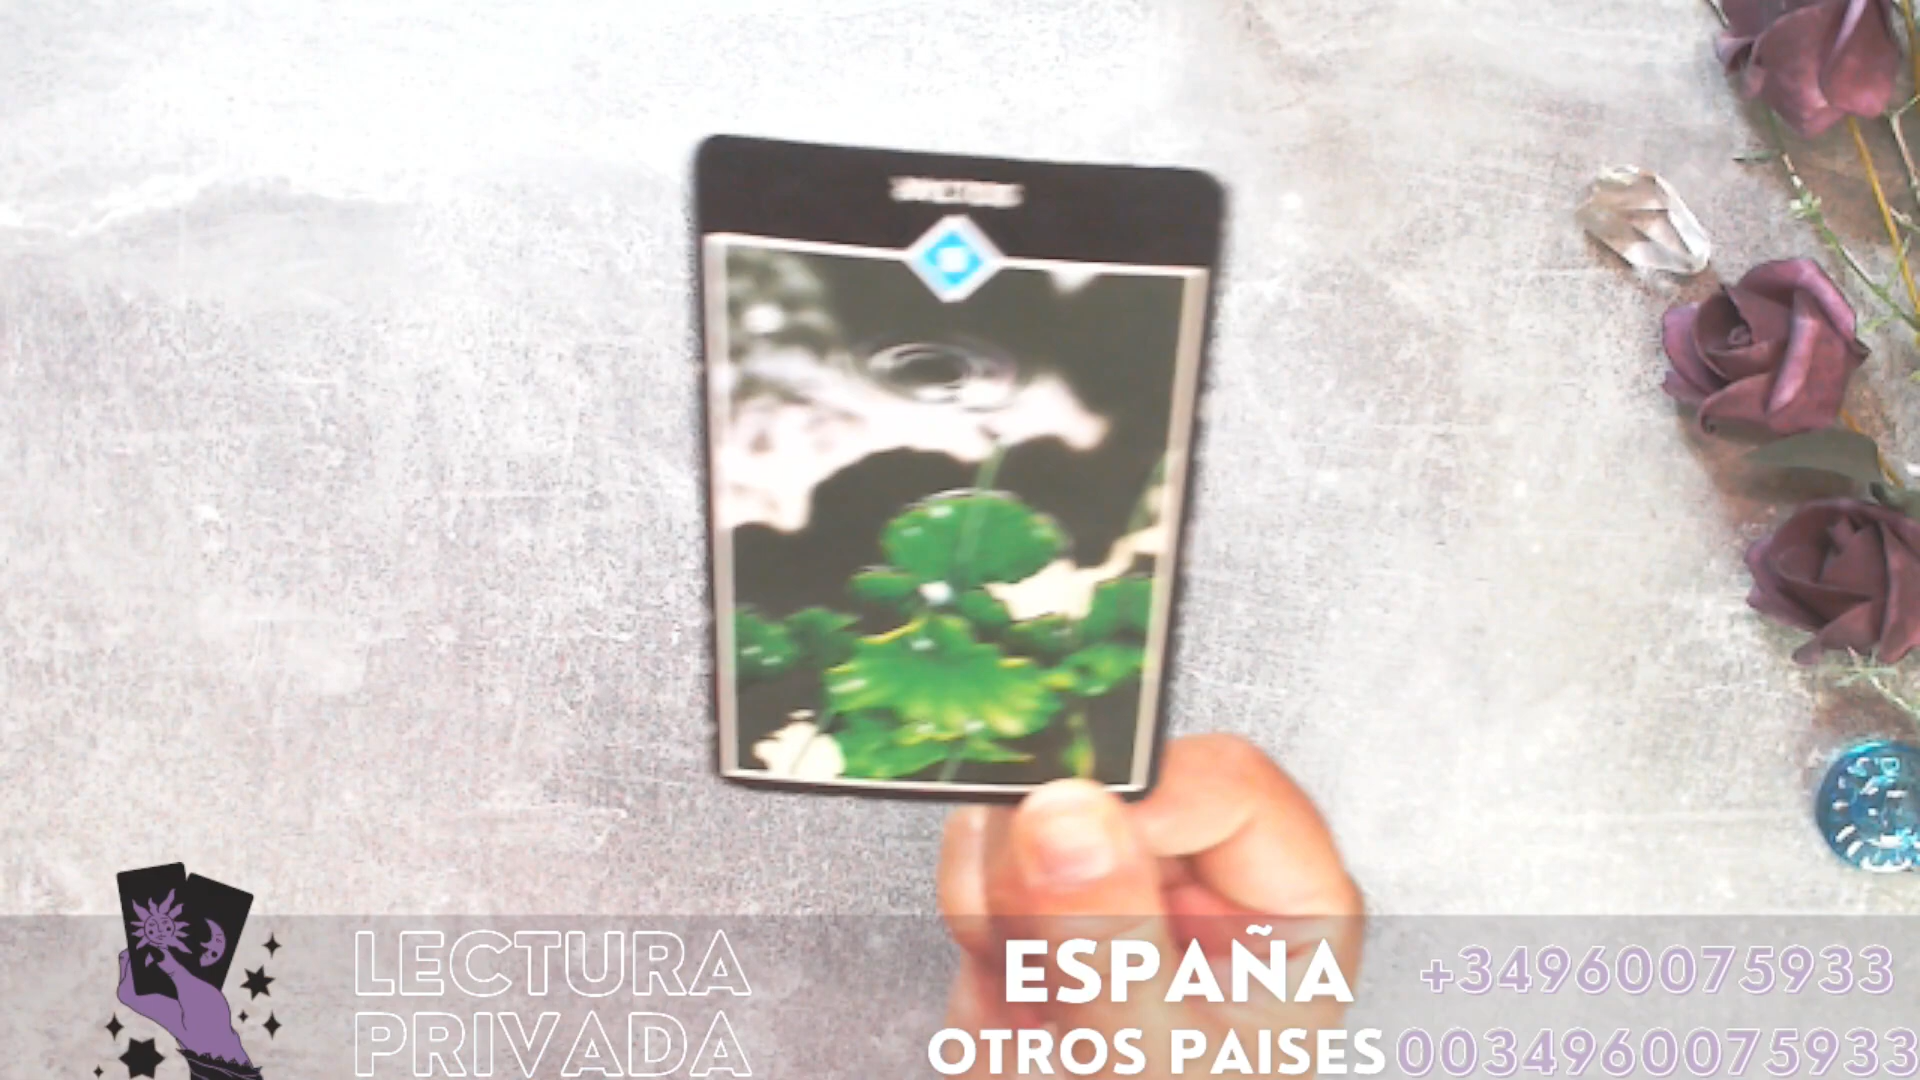 LECTURA
PRIVADA
ESPAÑA
+34960075933
OTROS PAISES
0034960075933